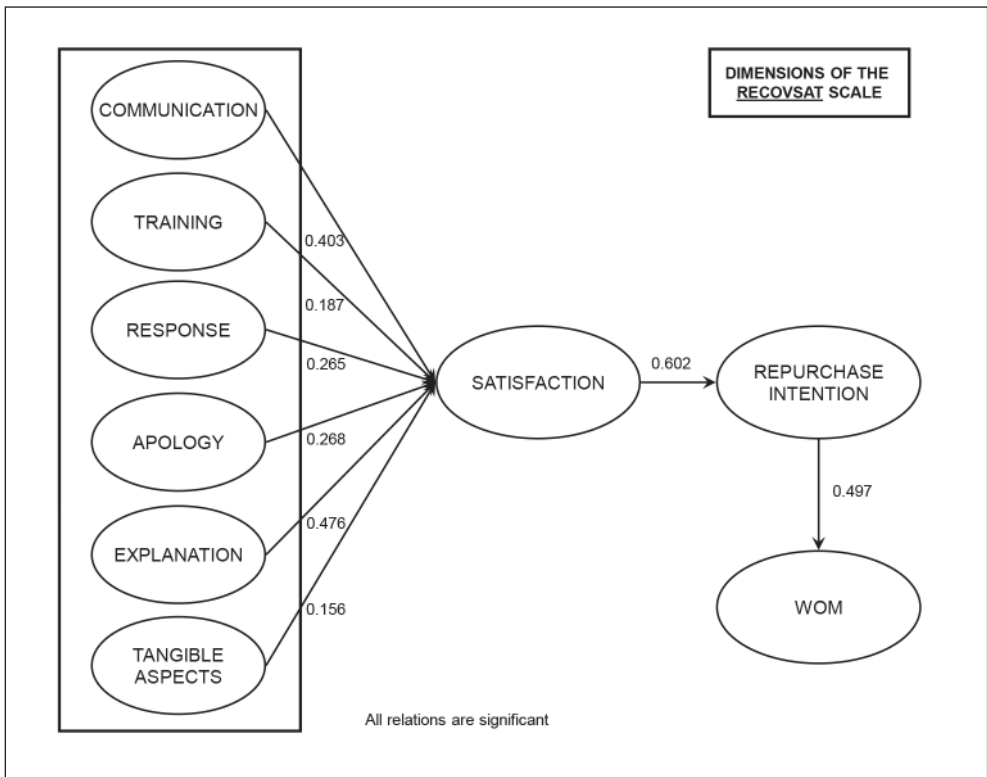 DIMENSIONS OF THE
RECOVSAT SCALE
COMMUNICATION
TRAINING
RESPONSE
APOLOGY
EXPLANATION
TANGIBLE
ASPECTS
0.403
0.187
0.265
0.268
0.476
0.156
SATISFACTION
0.602
REPURCHASE
INTENTION
0.497
WOM
All relations are significant